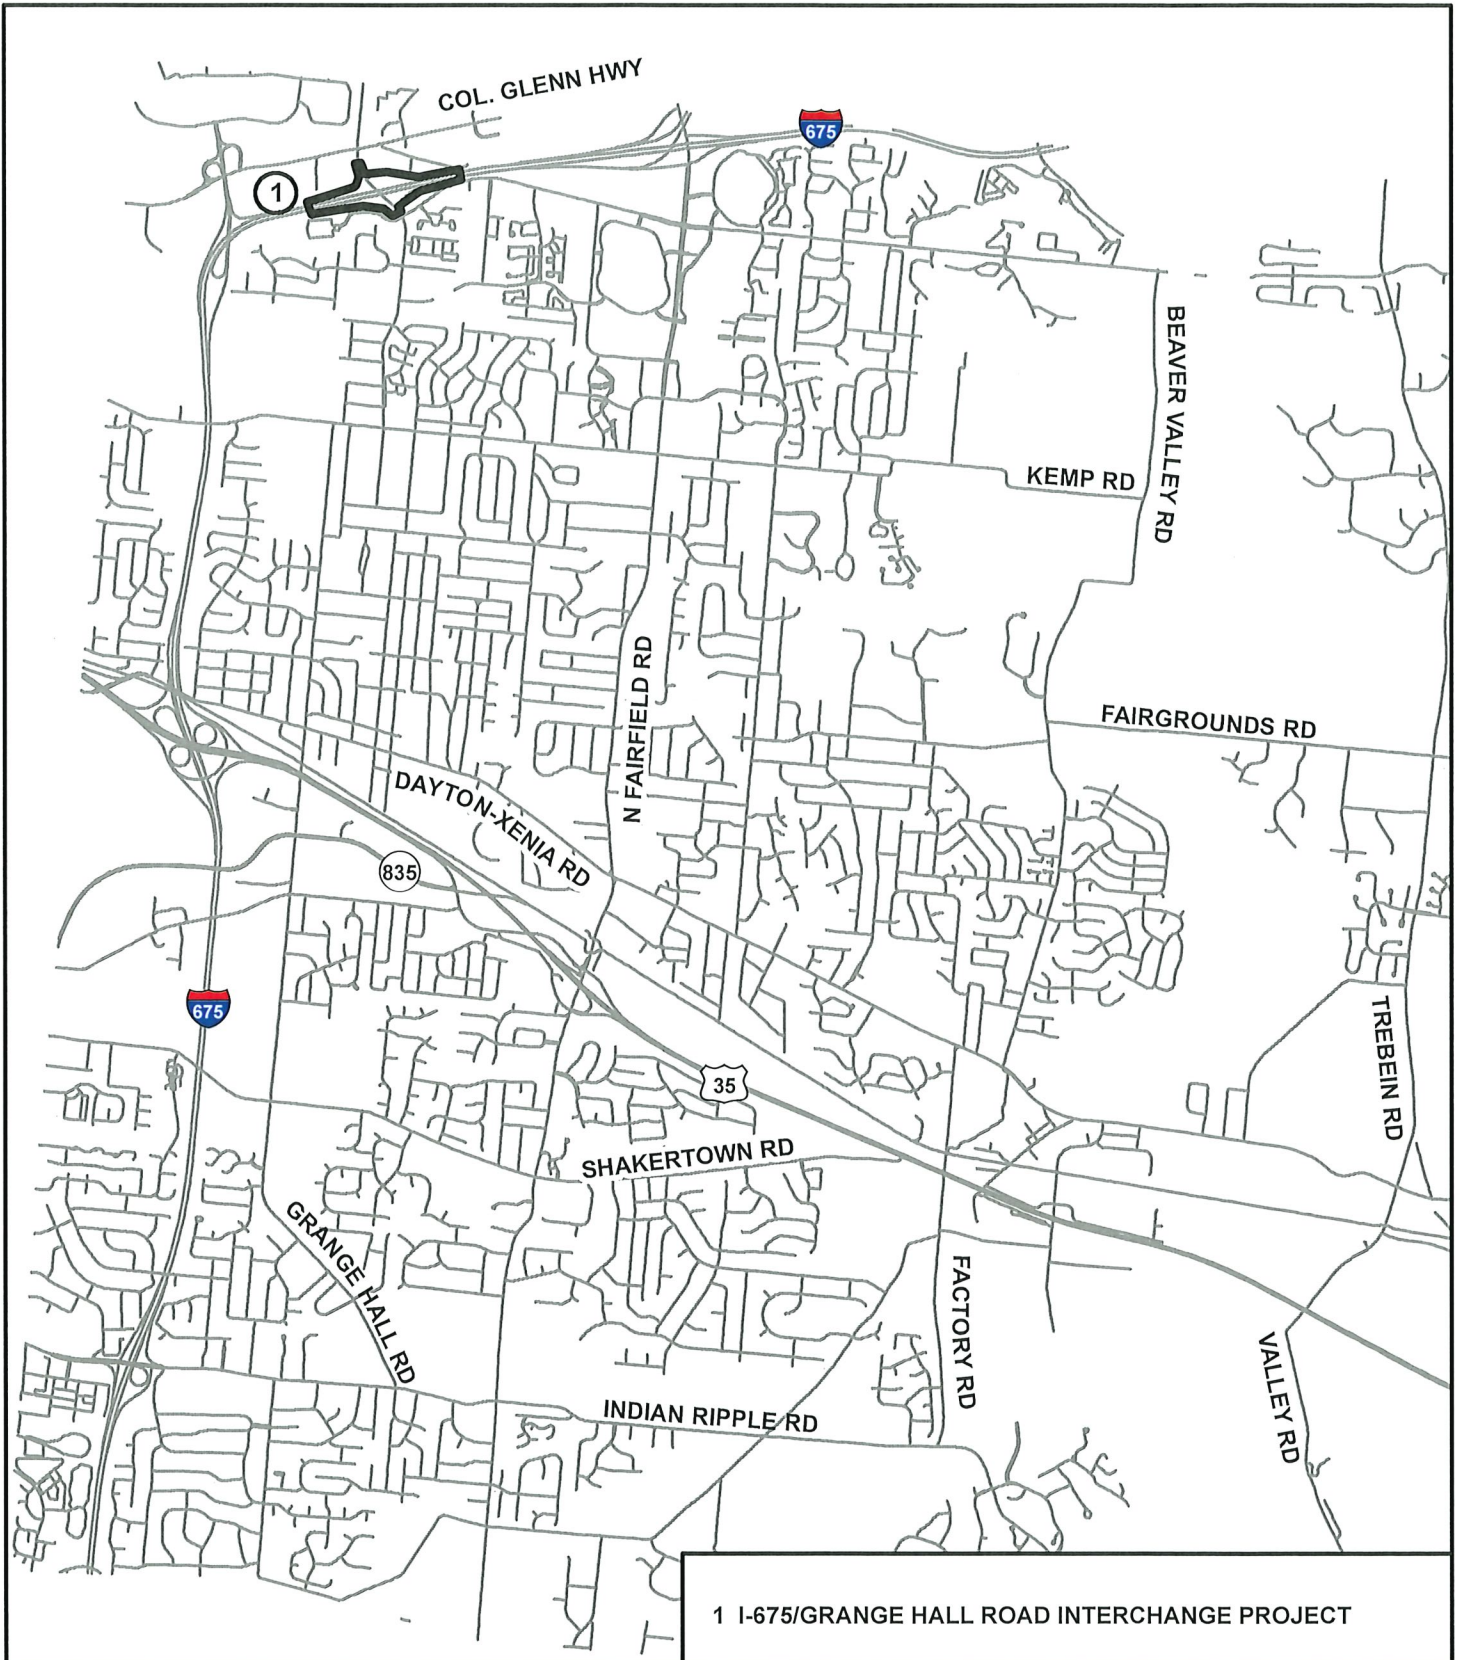 COL. GLENN HWY
675
1
BEAVER VALLEY RD
KEMP RD
N FAIRFIELD RD
FAIRGROUNDS RD
DAYTON-XENIA RD
835
675
TREBEIN RD
35
SHAKERTOWN RD
GRANGE HALL RD
FACTORY RD
VALLEY RD
INDIAN RIPPLE RD
1 I-675/GRANGE HALL ROAD INTERCHANGE PROJECT